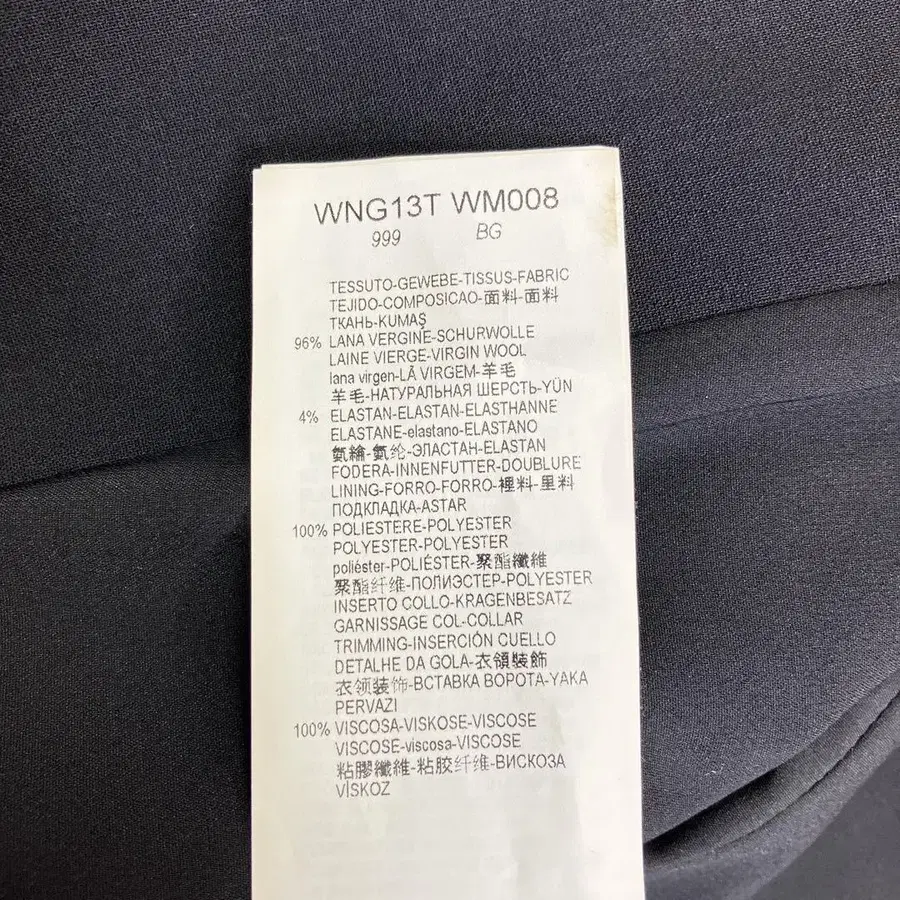 WNG13T WM008
999 BG
TESSUTO-GEWEBE-TISSUS-FABRIC
TEJIDO-COMPOSICAO-面料-面料
ТКАНЬ-KUMAŞ
96% LANA VERGINE-SCHURWOLLE
LAINE VIERGE-VIRGIN WOOL
lana virgen-LÃ VIRGEM-羊毛
羊毛-НАТУРАЛЬНАЯ ШЕРСТЬ-YÜN
4% ELASTAN-ELASTAN-ELASTHANNE
ELASTANE-elastano-ELASTANO
氨綸-氨纶-ЭЛАСТАН-ELASTAN
FODERA-INNENFUTTER-DOUBLURE
LINING-FORRO-FORRO-裡料-里料
ПОДКЛАДКА-ASTAR
100% POLIESTERE-POLYESTER
POLYESTER-POLYESTER
poliéster-POLIÉSTER-聚酯纖維
聚酯纤维-ПОЛИЭСТЕР-POLYESTER
INSERTO COLLO-KRAGENBESATZ
GARNISSAGE COL-COLLAR
TRIMMING-INSERCIÓN CUELLO
DETALHE DA GOLA-衣領裝飾
衣领装饰-ВСТАВКА ВОРОТА-YAKA
PERVAZI
100% VISCOSA-VISKOSE-VISCOSE
VISCOSE-viscosa-VISCOSE
粘膠纖維-粘胶纤维-ВИСКОЗА
VİSKOZ